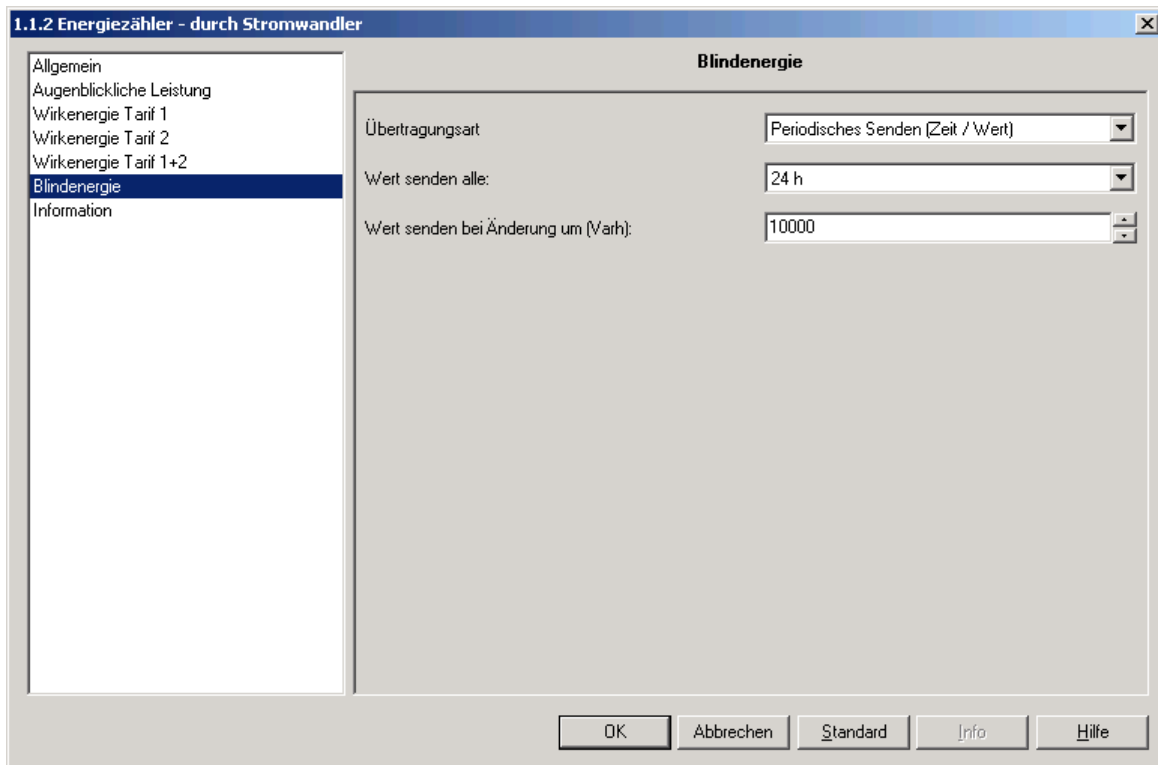 1.1.2 Energiezähler - durch Stromwandler
Allgemein
Augenblickliche Leistung
Wirkenergie Tarif 1
Wirkenergie Tarif 2
Wirkenergie Tarif 1+2
Blindenergie
Information
Blindenergie
Übertragungsart
Periodisches Senden (Zeit / Wert)
Wert senden alle:
24 h
Wert senden bei Änderung um (Varh):
10000
OK
Abbrechen
Standard
Info
Hilfe